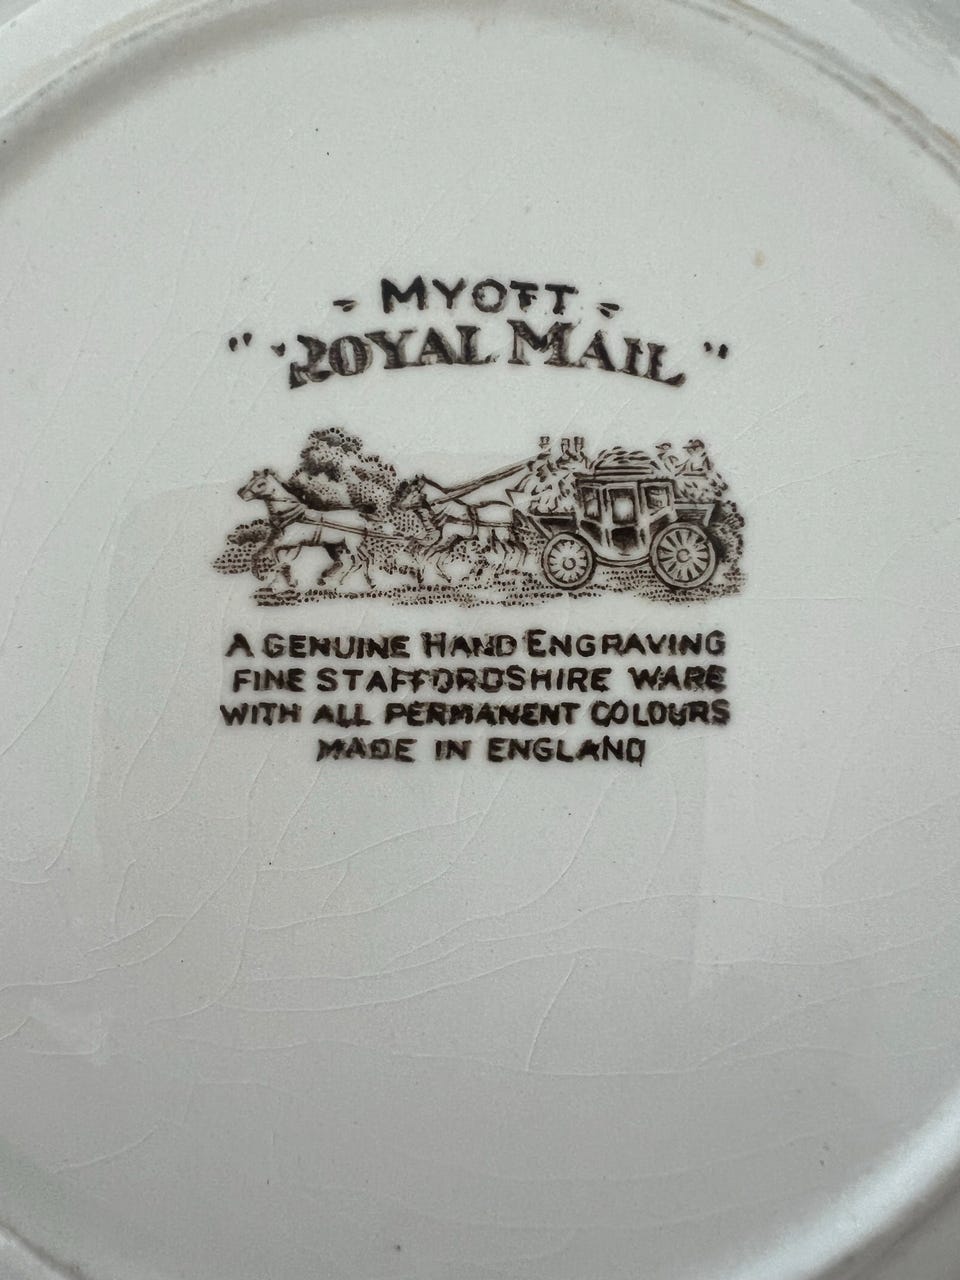 - MYOTT -
"ROYAL MAIL"
A GENUINE HAND ENGRAVING
FINE STAFFORDSHIRE WARE
WITH ALL PERMANENT COLOURS
MADE IN ENGLAND